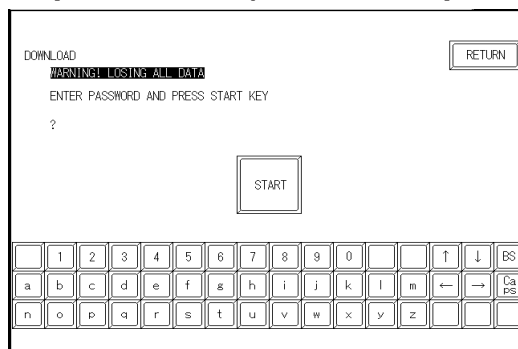 DOWNLOAD
RETURN
WARNING! LOSING ALL DATA
ENTER PASSWORD AND PRESS START KEY
?
START
1 2 3 4 5 6 7 8 9 0 ↑ ↓ BS
a b c d e f g h i j k l m ← → Ca ps
n o p q r s t u v w x y z